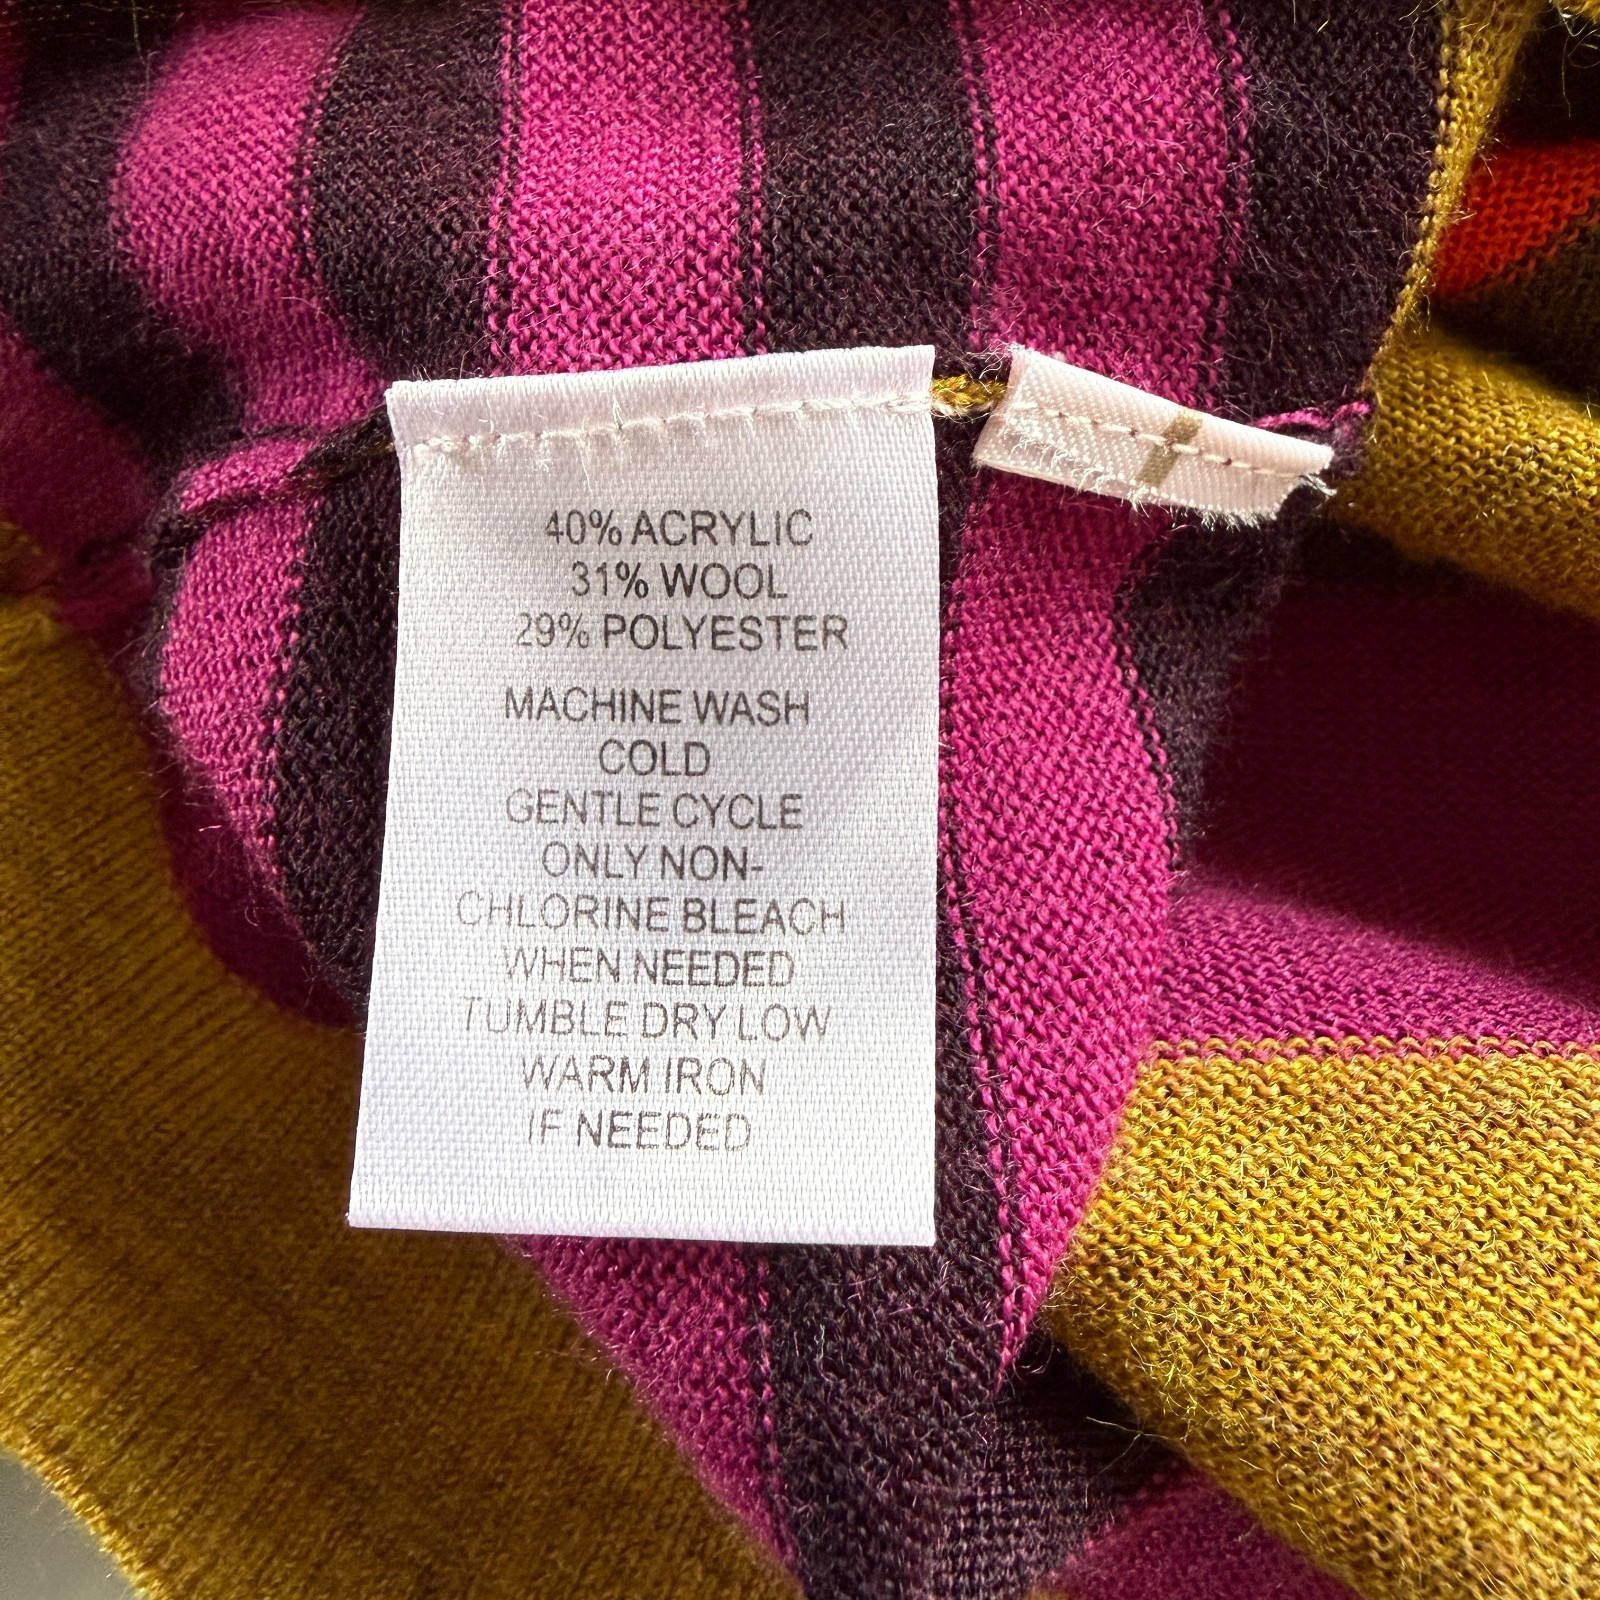 40% ACRYLIC
31% WOOL
29% POLYESTER
MACHINE WASH
COLD
GENTLE CYCLE
ONLY NON-
CHLORINE BLEACH
WHEN NEEDED
TUMBLE DRY LOW
WARM IRON
IF NEEDED